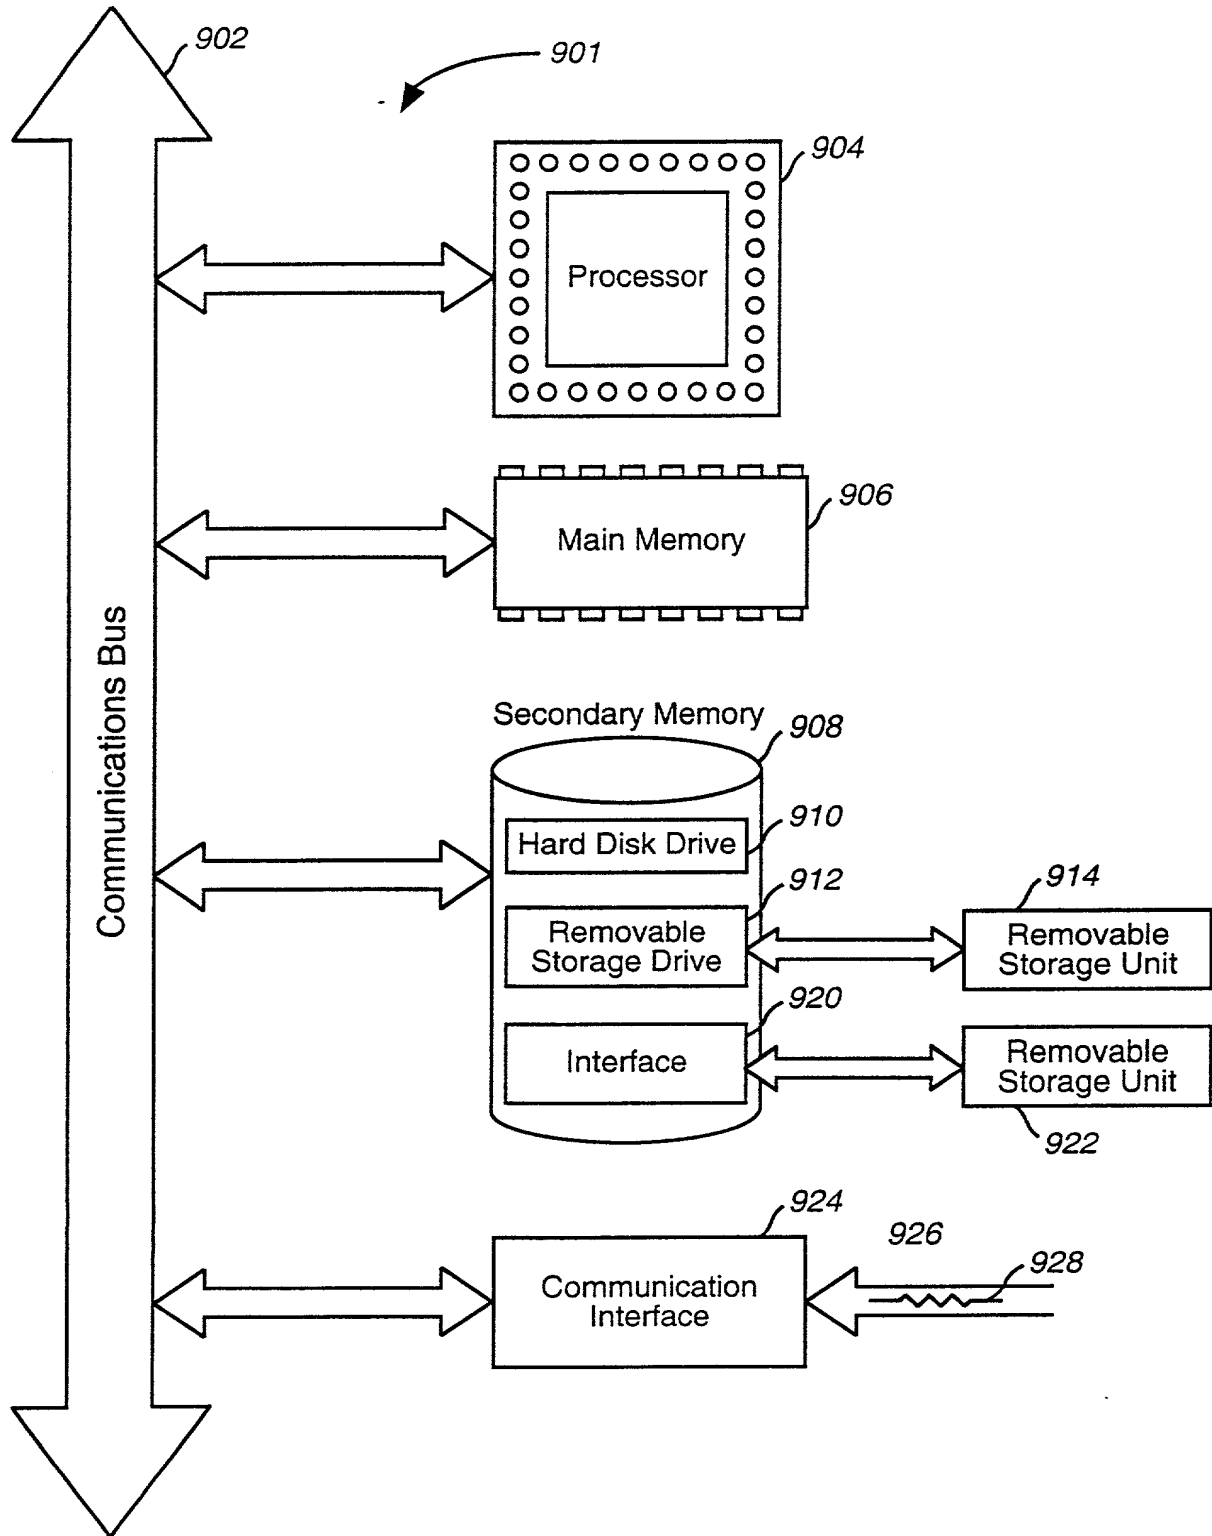 902
901
904
Processor
906
Main Memory
Communications Bus
Secondary Memory
908
910
Hard Disk Drive
912
Removable
Storage Drive
914
Removable
Storage Unit
920
Interface
Removable
Storage Unit
922
924
926
928
Communication
Interface